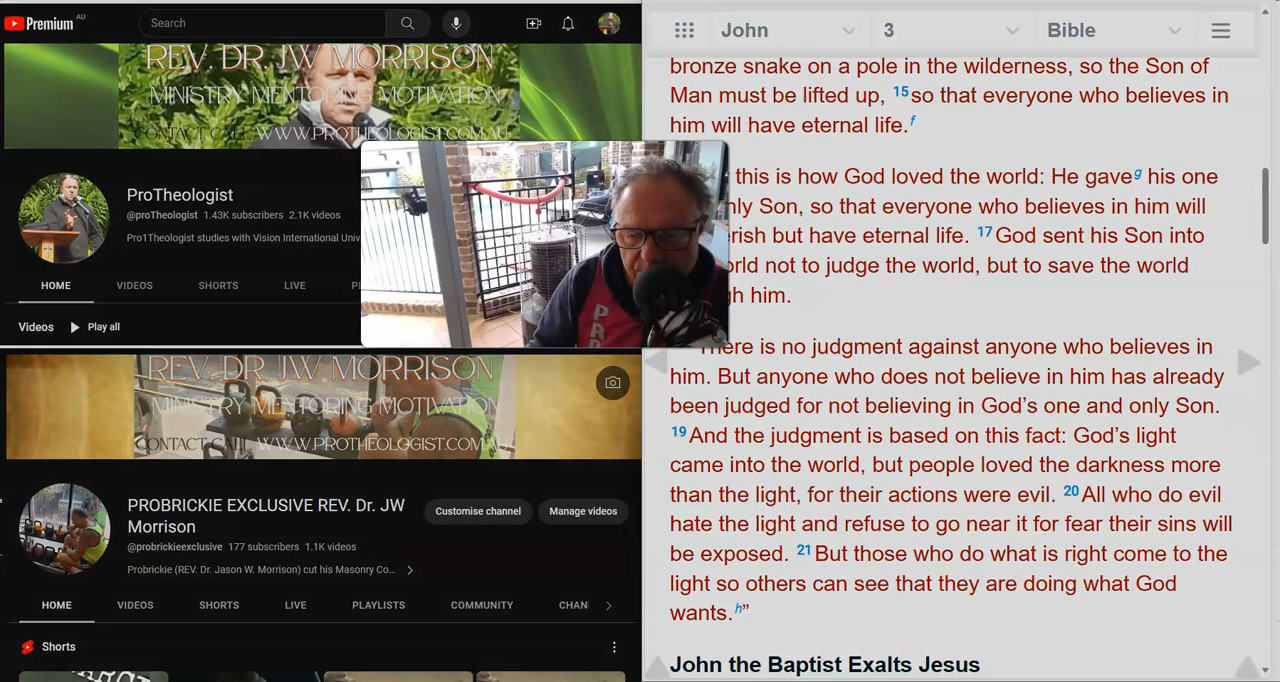 Premium AU
Search
REV. DR. JW MORRISON
MINISTRY MENTORING MOTIVATION
CONTACT CALL WWW.PROTHEOLOGIST.COM.AU
ProTheologist
@proTheologist 1.43K subscribers 2.1K videos
Pro1Theologist studies with Vision International Univ
HOME VIDEOS SHORTS LIVE
Videos Play all
REV. DR. JW MORRISON
MINISTRY MENTORING MOTIVATION
CONTACT CALL WWW.PROTHEOLOGIST.COM.AU
PROBRICKIE EXCLUSIVE REV. Dr. JW
Morrison
Customise channel
Manage videos
@probrickieexclusive 177 subscribers 1.1K videos
Probrickie (REV. Dr. Jason W. Morrison) cut his Masonry Co...
HOME VIDEOS SHORTS LIVE PLAYLISTS COMMUNITY CHAN
Shorts
John 3 Bible
bronze snake on a pole in the wilderness, so the Son of
Man must be lifted up, 15 so that everyone who believes in
him will have eternal life.f
this is how God loved the world: He gave g his one
only Son, so that everyone who believes in him will
perish but have eternal life. 17 God sent his Son into
world not to judge the world, but to save the world
him.
There is no judgment against anyone who believes in
him. But anyone who does not believe in him has already
been judged for not believing in God's one and only Son.
19 And the judgment is based on this fact: God's light
came into the world, but people loved the darkness more
than the light, for their actions were evil. 20 All who do evil
hate the light and refuse to go near it for fear their sins will
be exposed. 21 But those who do what is right come to the
light so others can see that they are doing what God
wants.h”
John the Baptist Exalts Jesus